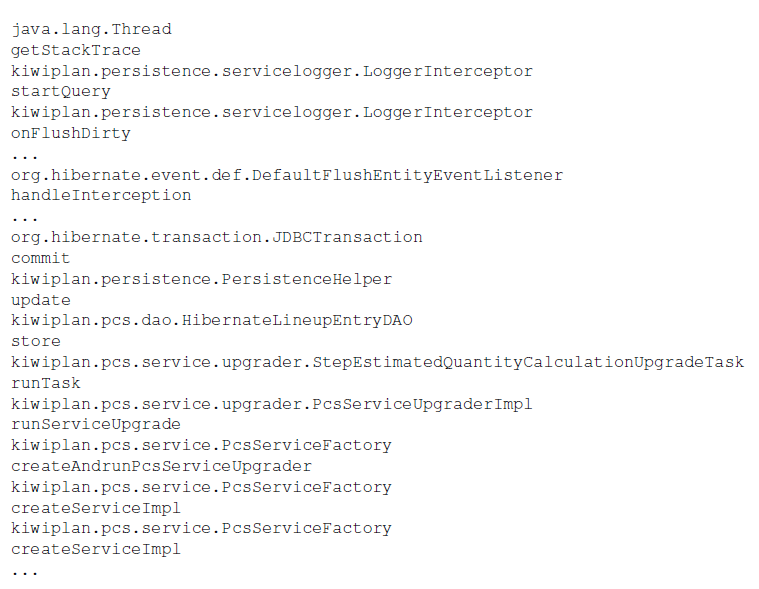 java.lang.Thread
getStackTrace
kiwiplan.persistence.servicelogger.LoggerInterceptor
startQuery
kiwiplan.persistence.servicelogger.LoggerInterceptor
onFlushDirty
...
org.hibernate.event.def.DefaultFlushEntityEventListener
handleInterception
...
org.hibernate.transaction.JDBCTransaction
commit
kiwiplan.persistence.PersistenceHelper
update
kiwiplan.pcs.dao.HibernateLineupEntryDAO
store
kiwiplan.pcs.service.upgrader.StepEstimatedQuantityCalculationUpgradeTask
runTask
kiwiplan.pcs.service.upgrader.PcsServiceUpgraderImpl
runServiceUpgrade
kiwiplan.pcs.service.PcsServiceFactory
createAndrunPcsServiceUpgrader
kiwiplan.pcs.service.PcsServiceFactory
createServiceImpl
kiwiplan.pcs.service.PcsServiceFactory
createServiceImpl
...